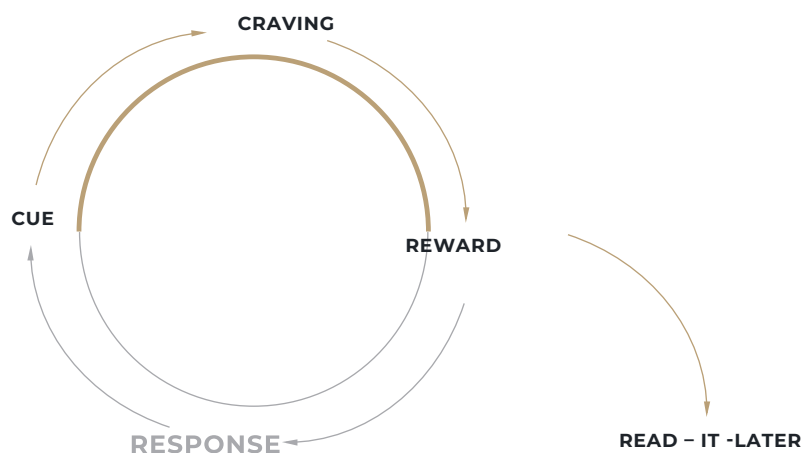 CRAVING
CUE
REWARD
RESPONSE
READ – IT -LATER